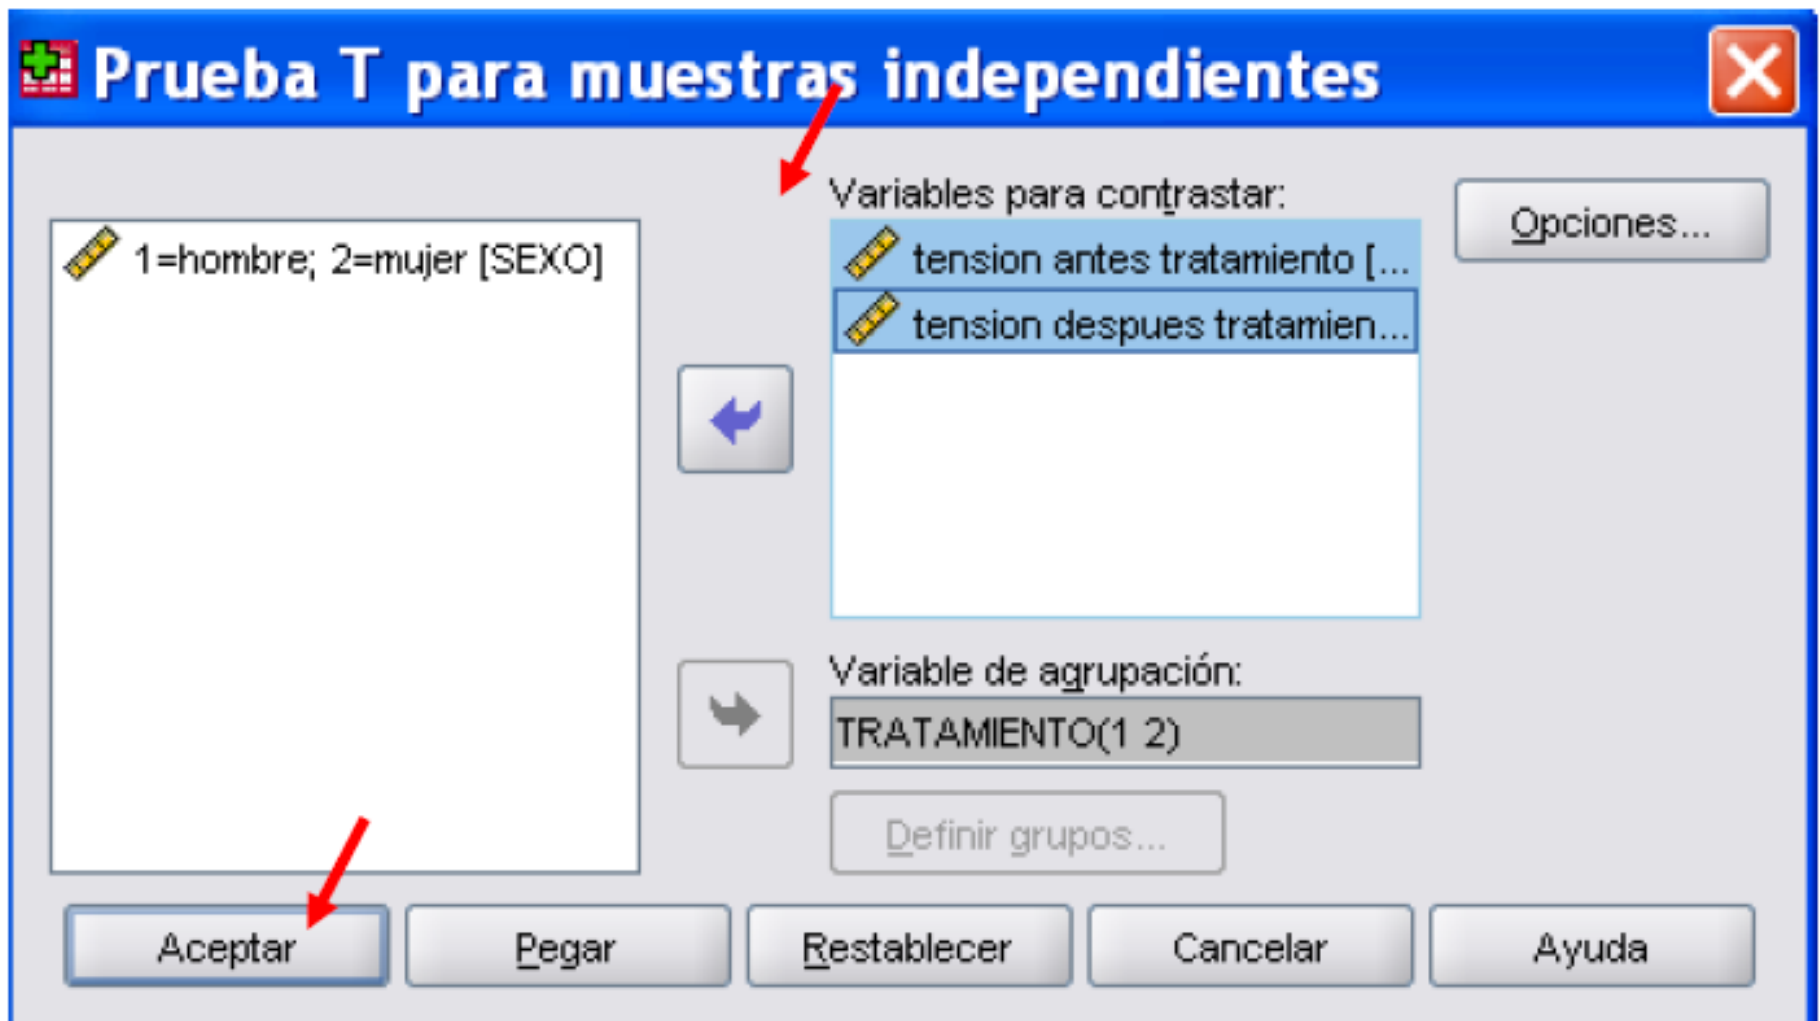 Prueba T para muestras independientes
1=hombre; 2=mujer [SEXO]
Variables para contrastar:
tension antes tratamiento [...
tension despues tratamien...
Opciones...
Variable de agrupación:
TRATAMIENTO(1 2)
Definir grupos...
Aceptar
Pegar
Restablecer
Cancelar
Ayuda